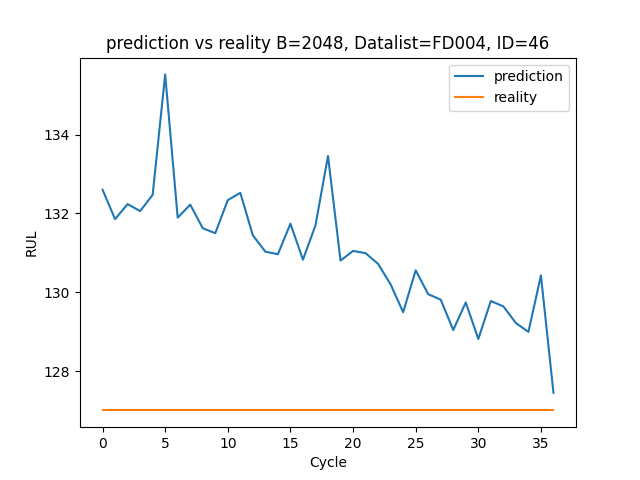 prediction vs reality B=2048, Datalist=FD004, ID=46
prediction
reality
134
132
130
128
RUL
0 5 10 15 20 25 30 35
Cycle